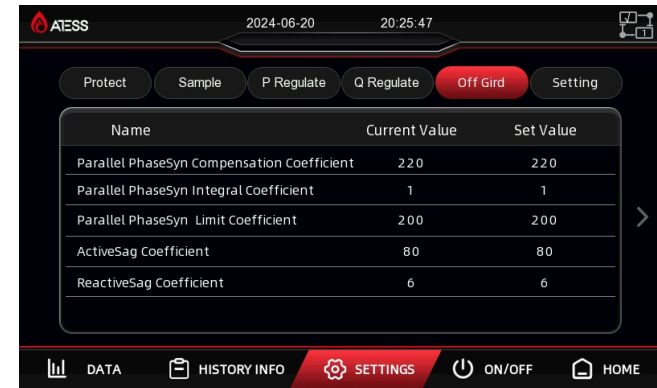 ATESS 2024-06-20 20:25:47
1
Protect Sample P Regulate Q Regulate Off Gird Setting
Name Current Value Set Value
Parallel PhaseSyn Compensation Coefficient 220 220
Parallel PhaseSyn Integral Coefficient 1 1
Parallel PhaseSyn Limit Coefficient 200 200
ActiveSag Coefficient 80 80
ReactiveSag Coefficient 6 6
DATA HISTORY INFO SETTINGS ON/OFF HOME